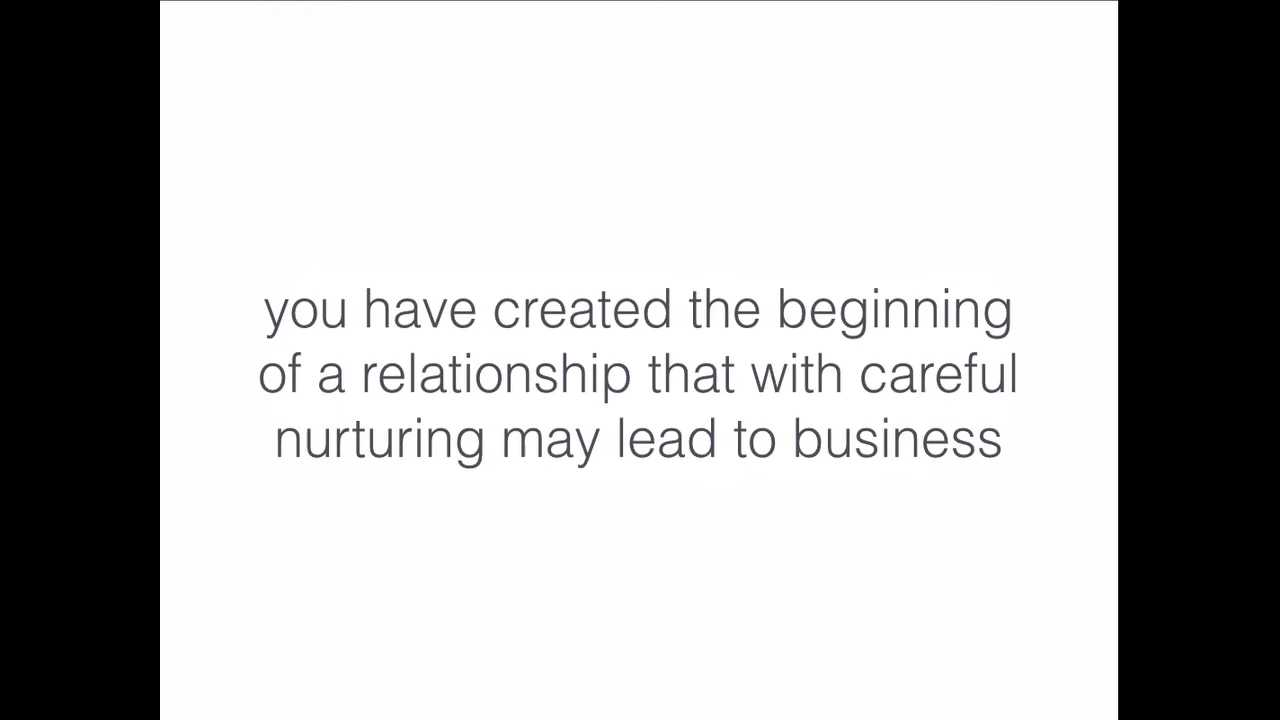 you have created the beginning
of a relationship that with careful
nurturing may lead to business